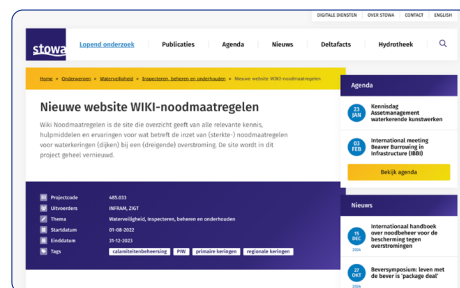 DIGITALE DIENSTEN OVER STOWA CONTACT ENGLISH
stowa Lopend onderzoek Publicaties Agenda Nieuws Deltafacts Hydrotheek
Home Onderwerpen Waterveiligheid Inspecteren, beheren en onderhouden Nieuwe website WIKI-noodmaatregelen
Nieuwe website WIKI-noodmaatregelen
Wiki Noodmaatregelen is de site die overzicht geeft van alle relevante kennis,
hulpmiddelen en ervaringen voor wat betreft de inzet van (sterkte-) noodmaatregelen
voor waterkeringen (dijken) bij een (dreigende) overstroming. De site wordt in dit
project geheel vernieuwd.
Projectcode 485.033
Uitvoerders INFRAM, ZIGT
Thema Waterveiligheid, Inspecteren, beheren en onderhouden
Startdatum 01-08-2022
Einddatum 31-12-2023
Tags calamiteitenbeheersing PIW primaire keringen regionale keringen
Agenda
23 JAN
Kennisdag
Assetmanagement
waterkerende kunstwerken
03 FEB
International meeting
Beaver Burrowing in
Infrastructure (IBBI)
Bekijk agenda
Nieuws
15 DEC 2024
Internationaal handboek
over noodbeheer voor de
bescherming tegen
overstromingen
27 OKT 2024
Beversymposium: leven met
de bever is 'package deal'